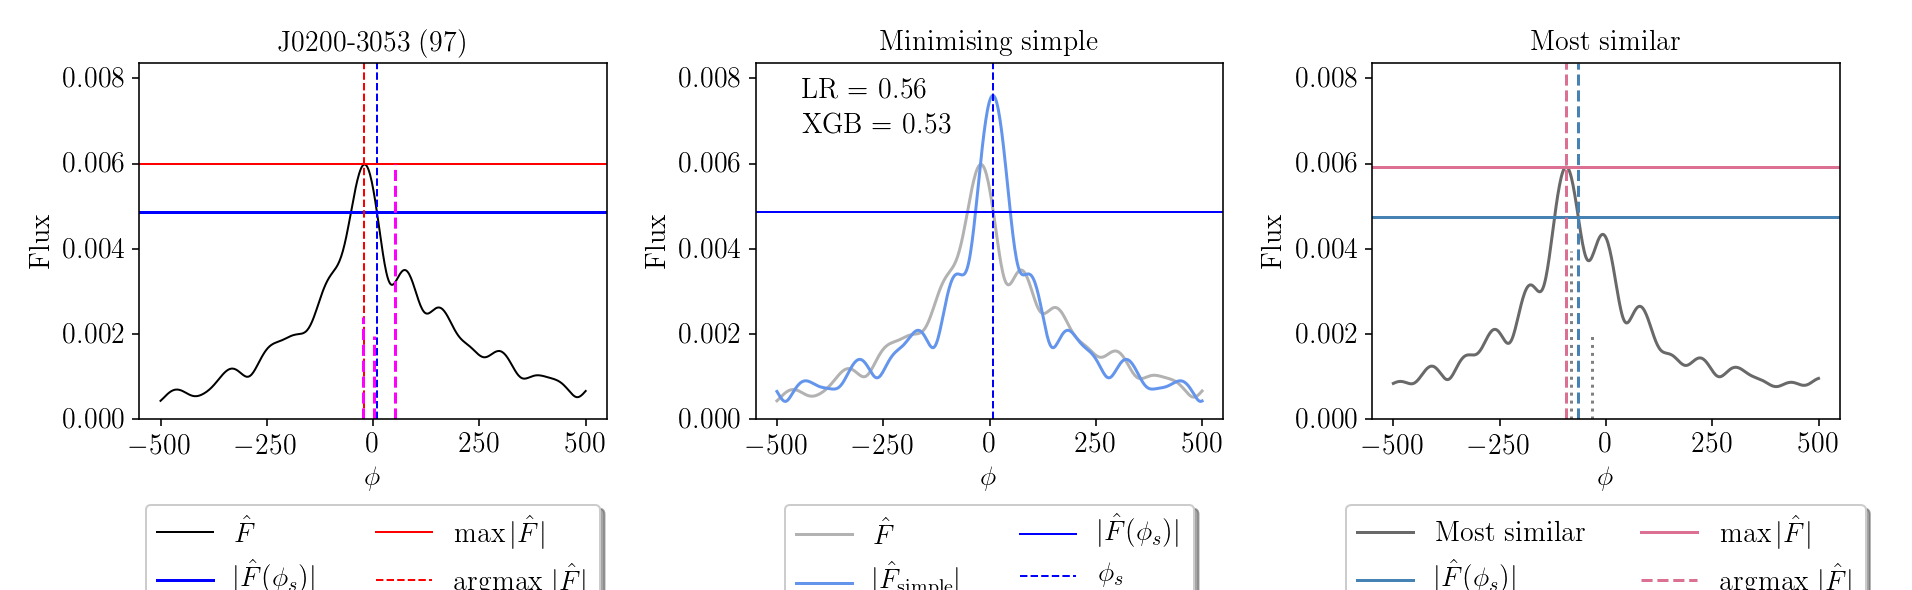 J0200-3053 (97)
Flux
0.008
0.006
0.004
0.002
0.000
−500 −250 0 250 500
ϕ
F̂ max|F̂|
|F̂(ϕₛ)| argmax |F̂|
Minimising simple
LR = 0.56
XGB = 0.53
Flux
0.008
0.006
0.004
0.002
0.000
−500 −250 0 250 500
ϕ
F̂ |F̂(ϕₛ)|
|F̂simple| ϕₛ
Most similar
Flux
0.008
0.006
0.004
0.002
0.000
−500 −250 0 250 500
ϕ
Most similar max|F̂|
|F̂(ϕₛ)| argmax |F̂|